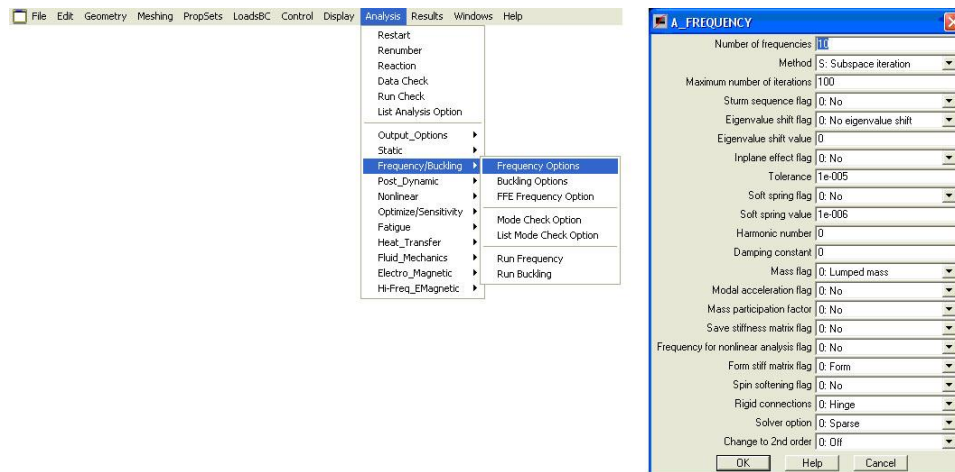 File Edit Geometry Meshing PropSets LoadsBC Control Display Analysis Results Windows Help
Restart
Renumber
Reaction
Data Check
Run Check
List Analysis Option
Output_Options
Static
Frequency/Buckling
Post_Dynamic
Nonlinear
Optimize/Sensitivity
Fatigue
Heat_Transfer
Fluid_Mechanics
Electro_Magnetic
Hi-Freq_EMagnetic
Frequency Options
Buckling Options
FFE Frequency Option
Mode Check Option
List Mode Check Option
Run Frequency
Run Buckling
A_FREQUENCY
Number of frequencies 10
Method S: Subspace iteration
Maximum number of iterations 100
Sturm sequence flag 0: No
Eigenvalue shift flag 0: No eigenvalue shift
Eigenvalue shift value 0
Inplane effect flag 0: No
Tolerance 1e-005
Soft spring flag 0: No
Soft spring value 1e-006
Harmonic number 0
Damping constant 0
Mass flag 0: Lumped mass
Modal acceleration flag 0: No
Mass participation factor 0: No
Save stiffness matrix flag 0: No
Frequency for nonlinear analysis flag 0: No
Form stiff matrix flag 0: Form
Spin softening flag 0: No
Rigid connections 0: Hinge
Solver option 0: Sparse
Change to 2nd order 0: Off
OK Help Cancel